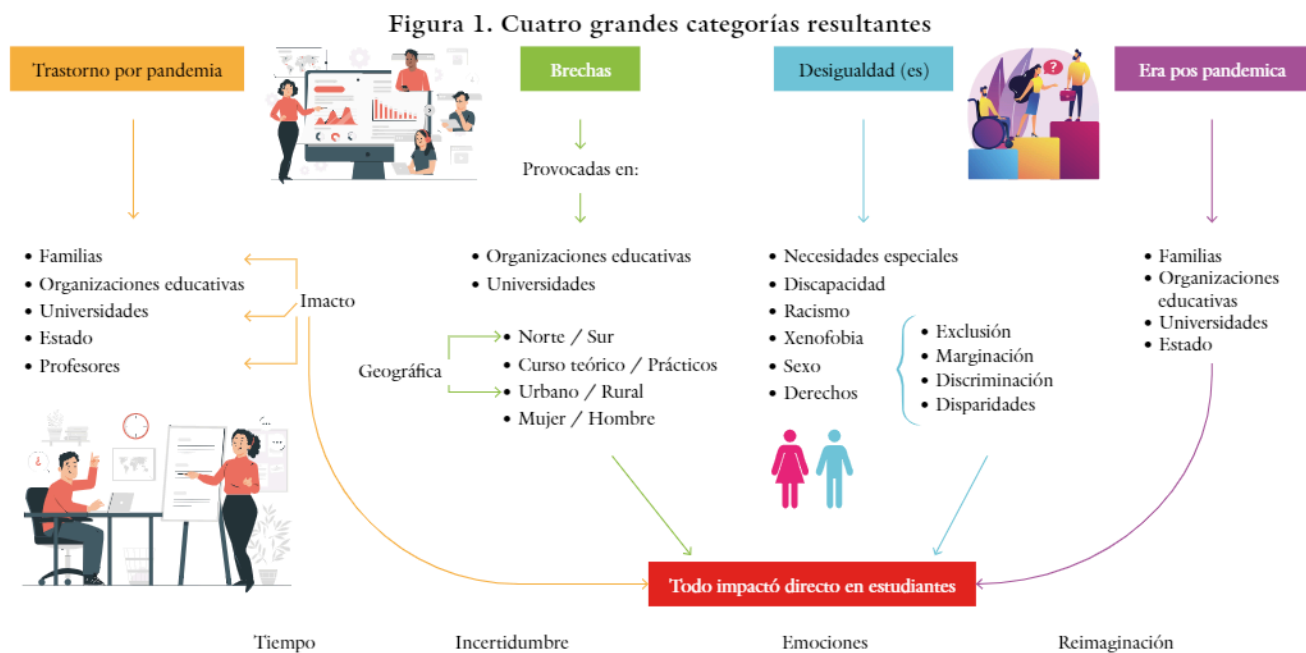 Figura 1. Cuatro grandes categorías resultantes
Trastorno por pandemia
Brechas
Desigualdad (es)
Era pos pandemica
?
Provocadas en:
• Familias
• Organizaciones educativas
• Universidades
• Estado
• Profesores
Imacto
• Organizaciones educativas
• Universidades
Geográfica
• Norte / Sur
• Curso teórico / Prácticos
• Urbano / Rural
• Mujer / Hombre
• Necesidades especiales
• Discapacidad
• Racismo
• Xenofobia
• Sexo
• Derechos
• Exclusión
• Marginación
• Discriminación
• Disparidades
• Familias
• Organizaciones
educativas
• Universidades
• Estado
¿
Todo impactó directo en estudiantes
Tiempo
Incertidumbre
Emociones
Reimaginación